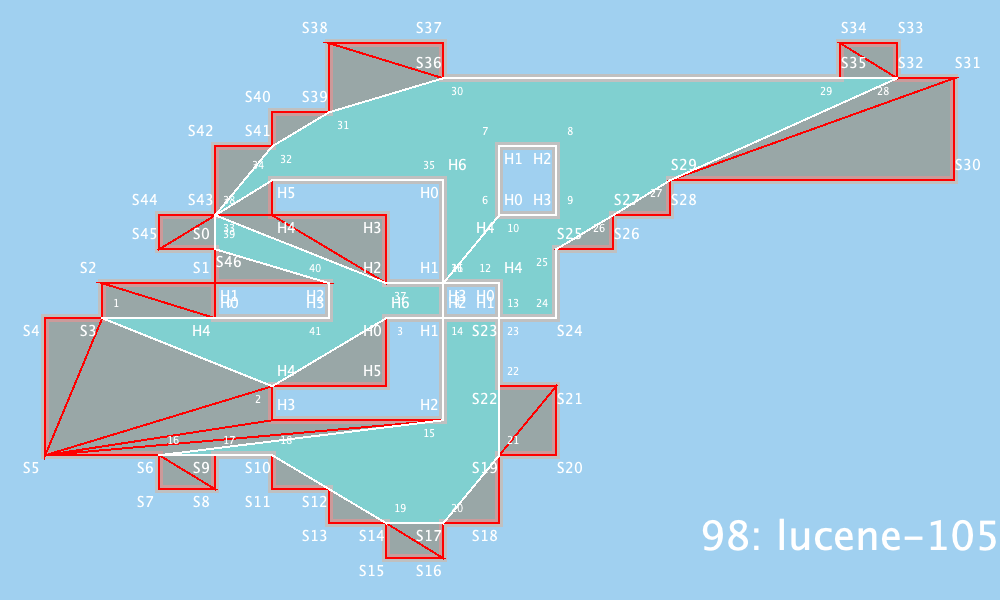 S38 S37 S34 S33
S36 S35 S32 S31
30 29 28
S40 S39
31 7 8
S42 S41
32 34 35 H6 H1 H2 S29 S30
H5 H0 6 H0 H3 9 27
S44 S43 S27 S28
33 39 H4 H3 H4 10
S45 S0 S25 26 S26
S2 S1 S46 40 H2 H1 12 H4 25
1 H1 H0 H2 H3 37 H6 H3 H2 H0 H1 13 24
S4 S3 H4 41 H0 3 H1 14 S23 23 S24
H4 H5 22
2 H3 H2 S22 S21
16 17 18 15 21
S5 S6 S9 S10 S19 S20
S7 S8 S11 S12
19 20
S13 S14 S17 S18
98: lucene-105
S15 S16